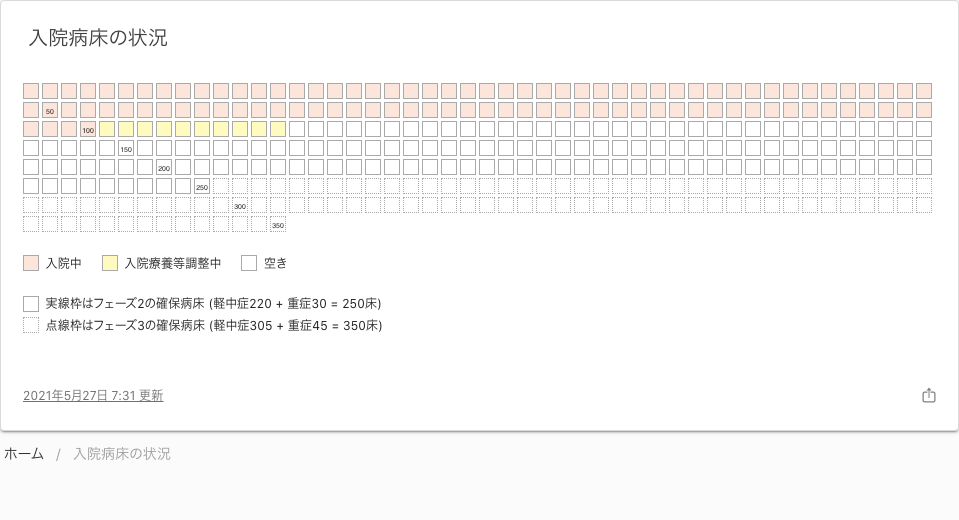 入院病床の状況
50
100
150
200
250
300
350
入院中 入院療養等調整中 空き
実線枠はフェーズ2の確保病床 (軽中症220 + 重症30 = 250床)
点線枠はフェーズ3の確保病床 (軽中症305 + 重症45 = 350床)
2021年5月27日 7:31 更新
ホーム / 入院病床の状況